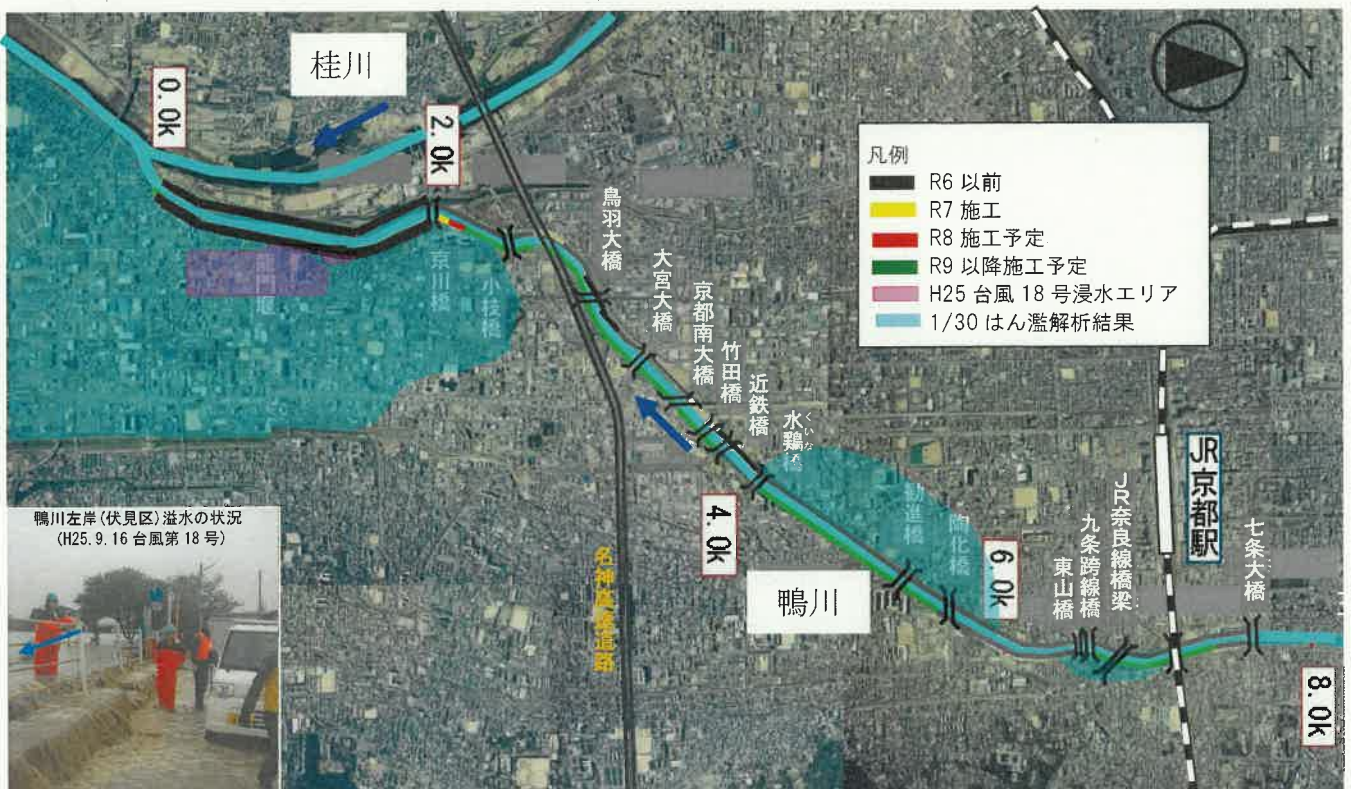 桂川
0.0k
2.0k
N
凡例
R6 以前
R7 施工
R8 施工予定
R9 以降施工予定
H25 台風 18 号浸水エリア
1/30 はん濫解析結果
鳥羽大橋
大宮大橋
京都南大橋
竹田橋
近鉄橋
水鶏橋
くいな
京川橋
小枝橋
龍門堰
勧進橋
陶化橋
4.0k
6.0k
8.0k
鴨川
東山橋
九条跨線橋
JR奈良線橋梁
JR京都駅
七条大橋
名神高速道路
鴨川左岸(伏見区)溢水の状況
(H25.9.16 台風第 18 号)